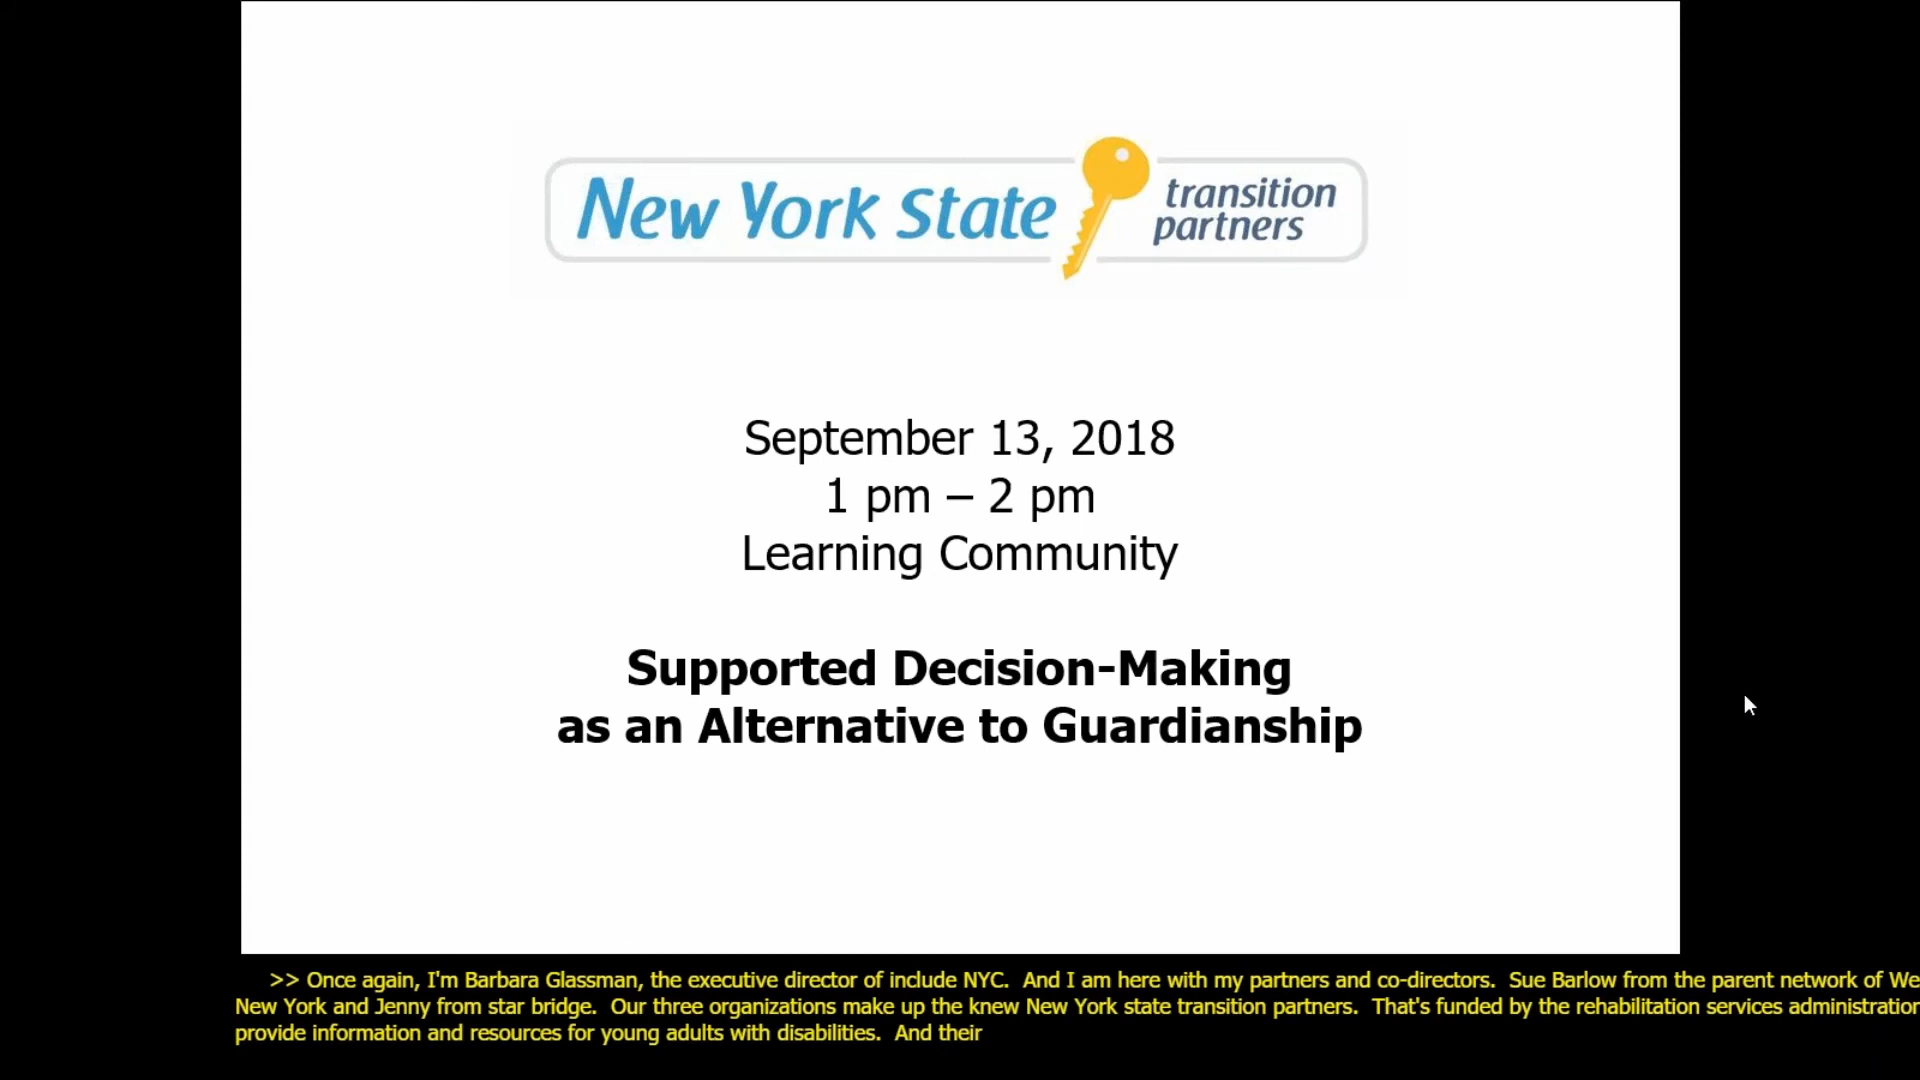 New York State
transition
partners
September 13, 2018
1 pm – 2 pm
Learning Community
Supported Decision-Making
as an Alternative to Guardianship
>> Once again, I'm Barbara Glassman, the executive director of include NYC.  And I am here with my partners and co-directors.  Sue Barlow from the parent network of We
New York and Jenny from star bridge.  Our three organizations make up the knew New York state transition partners.  That's funded by the rehabilitation services administration
provide information and resources for young adults with disabilities.  And their